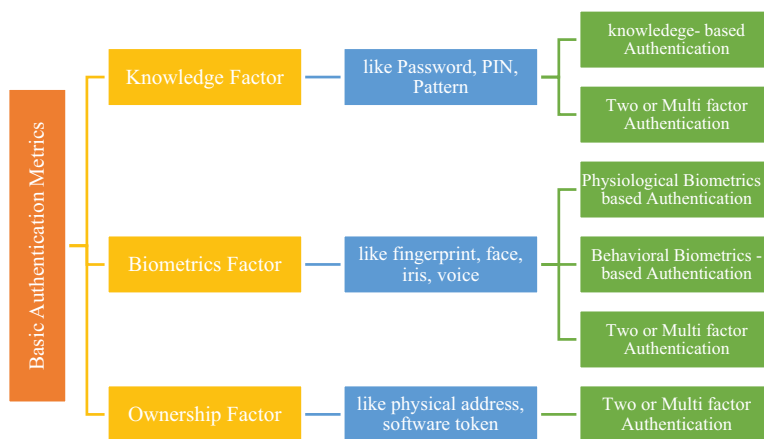 Basic Authentication Metrics
Knowledge Factor
like Password, PIN,
Pattern
knowledege- based
Authentication
Two or Multi factor
Authentication
Biometrics Factor
like fingerprint, face,
iris, voice
Physiological Biometrics
based Authentication
Behavioral Biometrics -
based Authentication
Two or Multi factor
Authentication
Ownership Factor
like physical address,
software token
Two or Multi factor
Authentication